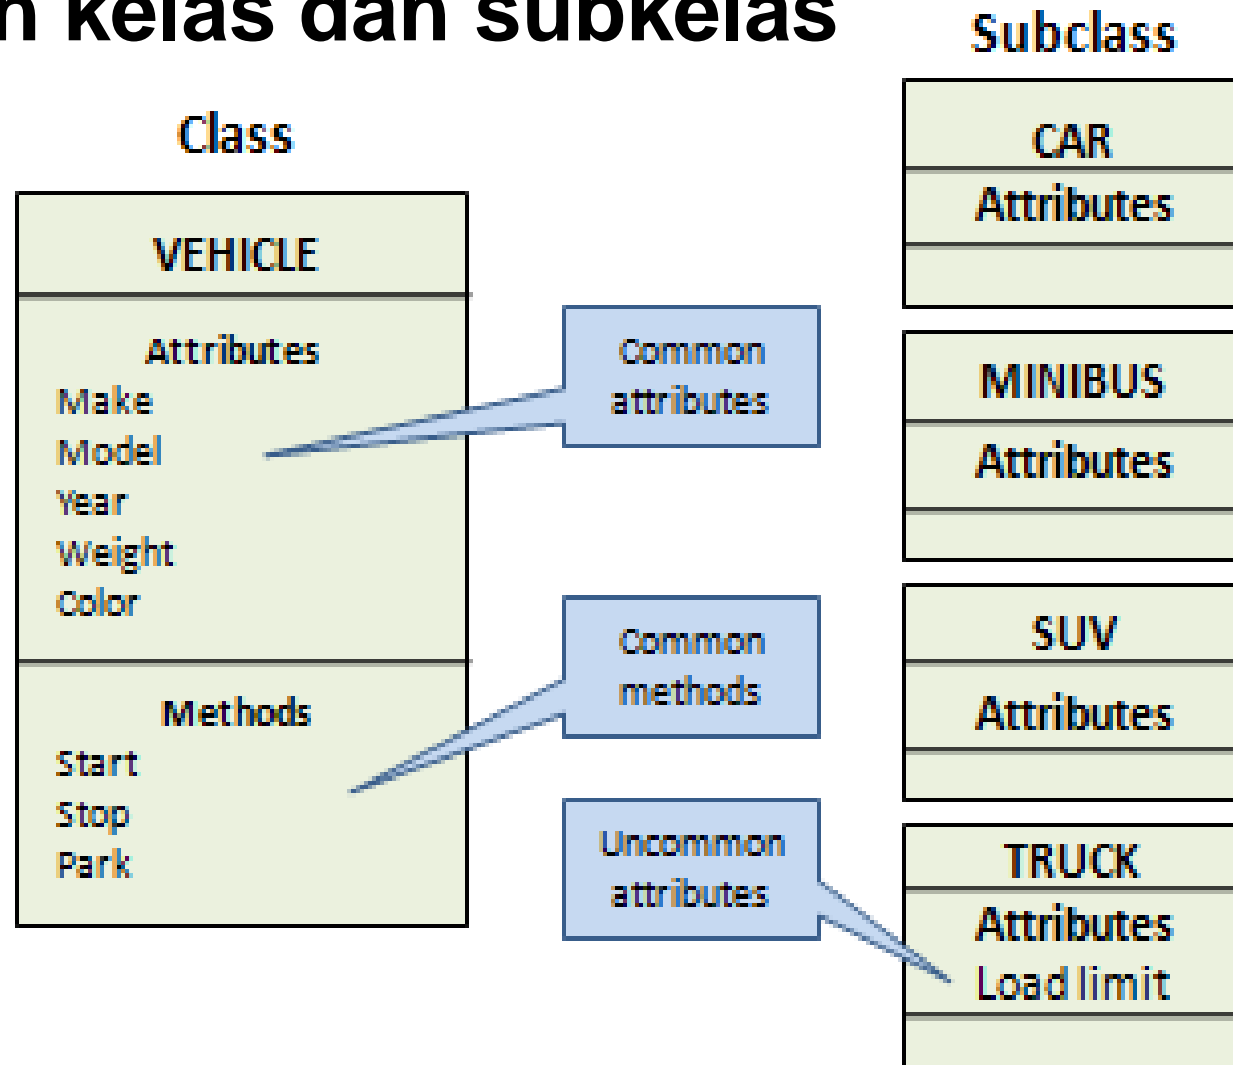 n kelas dan subkelas
Class
VEHICLE
Attributes
Make
Model
Year
Weight
Color
Methods
Start
Stop
Park
Common
attributes
Common
methods
Uncommon
attributes
Subclass
CAR
Attributes
MINIBUS
Attributes
SUV
Attributes
TRUCK
Attributes
Load limit